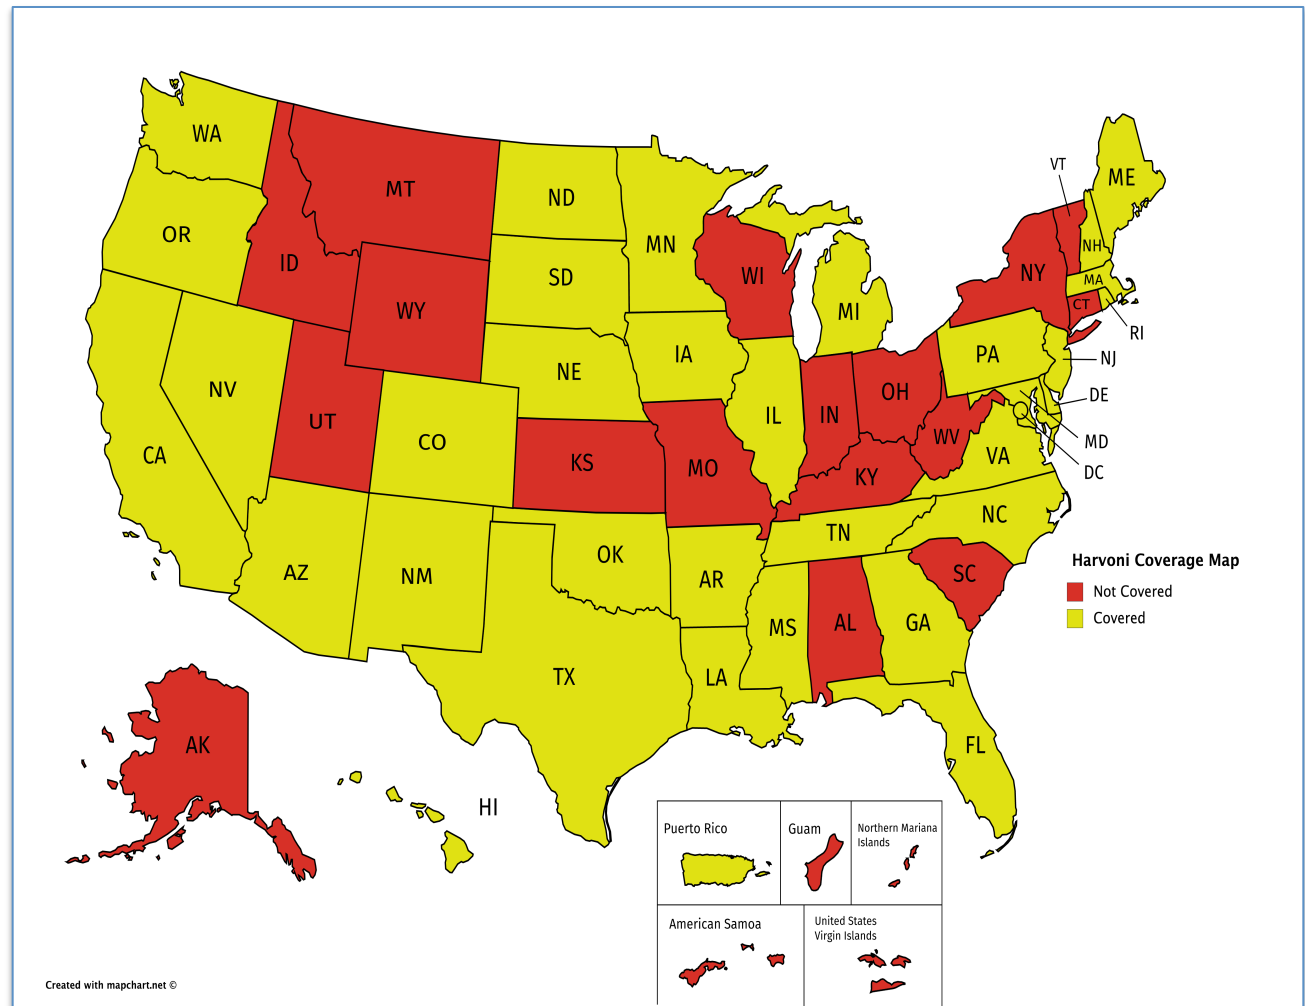 WA
VT
ME
MT
ND
OR
MN
NH
ID
NY
WI
SD
MA
CT
WY
MI
RI
IA
PA
NJ
NE
NV
OH
DE
UT
IL
IN
CO
WV
MD
CA
VA
KS
MO
DC
KY
NC
TN
OK
Harvoni Coverage Map
AZ
NM
SC
AR
Not Covered
Covered
MS
AL
GA
TX
LA
AK
FL
HI
Puerto Rico
Guam
Northern Mariana
Islands
American Samoa
United States
Virgin Islands
Created with mapchart.net ©